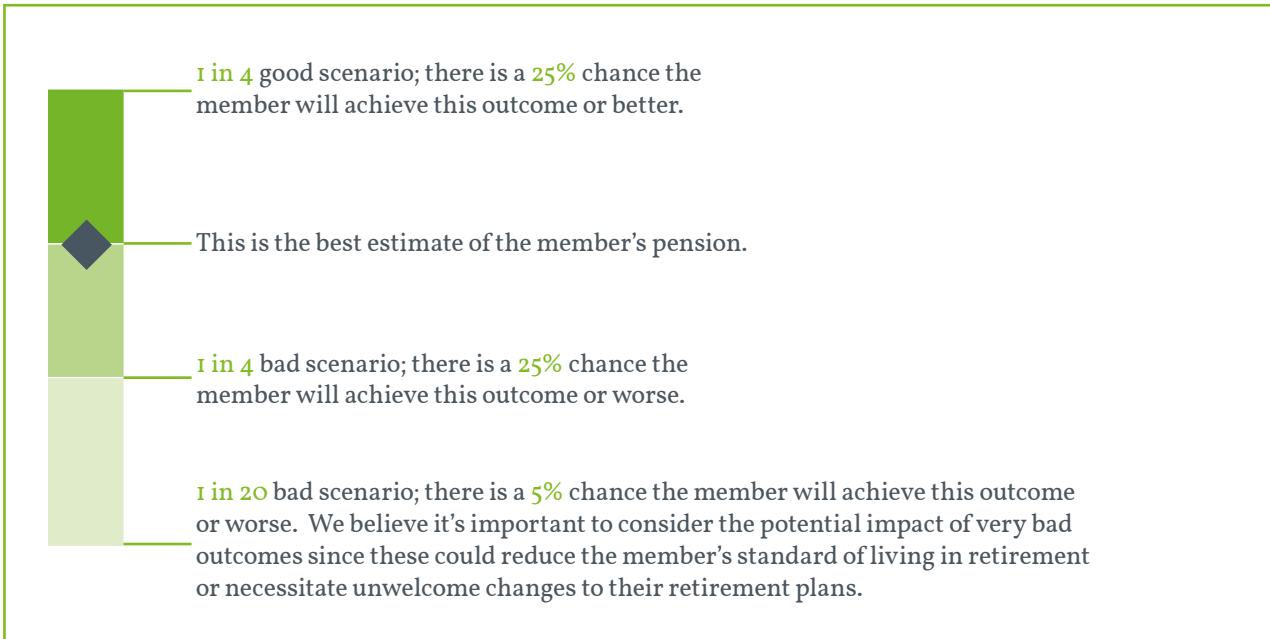 1 in 4 good scenario; there is a 25% chance the
member will achieve this outcome or better.
This is the best estimate of the member’s pension.
1 in 4 bad scenario; there is a 25% chance the
member will achieve this outcome or worse.
1 in 20 bad scenario; there is a 5% chance the member will achieve this outcome
or worse.  We believe it’s important to consider the potential impact of very bad
outcomes since these could reduce the member’s standard of living in retirement
or necessitate unwelcome changes to their retirement plans.